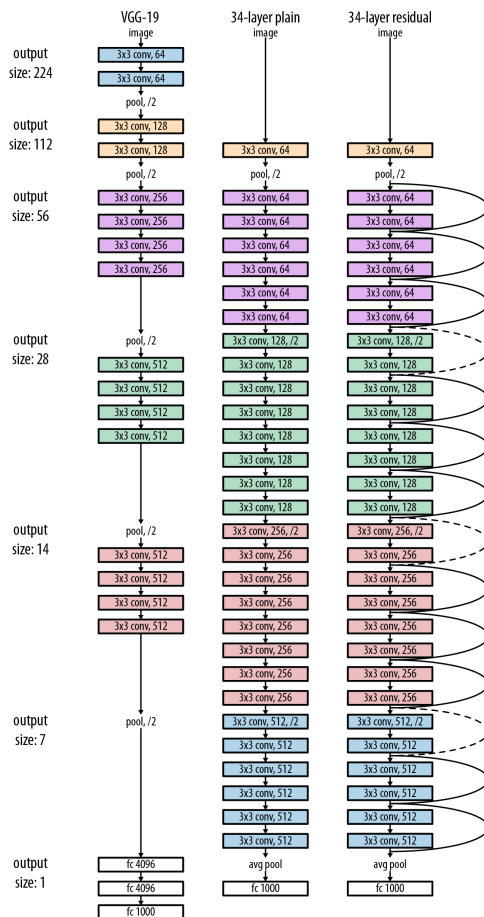 output
size: 224
output
size: 112
output
size: 56
output
size: 28
output
size: 14
output
size: 7
output
size: 1
VGG-19
image
3x3 conv, 64
3x3 conv, 64
pool, /2
3x3 conv, 128
3x3 conv, 128
pool, /2
3x3 conv, 256
3x3 conv, 256
3x3 conv, 256
3x3 conv, 256
pool, /2
3x3 conv, 512
3x3 conv, 512
3x3 conv, 512
3x3 conv, 512
pool, /2
3x3 conv, 512
3x3 conv, 512
3x3 conv, 512
3x3 conv, 512
pool, /2
fc 4096
fc 4096
fc 1000
34-layer plain
image
3x3 conv, 64
pool, /2
3x3 conv, 64
3x3 conv, 64
3x3 conv, 64
3x3 conv, 64
3x3 conv, 64
3x3 conv, 64
3x3 conv, 128, /2
3x3 conv, 128
3x3 conv, 128
3x3 conv, 128
3x3 conv, 128
3x3 conv, 128
3x3 conv, 128
3x3 conv, 128
3x3 conv, 256, /2
3x3 conv, 256
3x3 conv, 256
3x3 conv, 256
3x3 conv, 256
3x3 conv, 256
3x3 conv, 256
3x3 conv, 256
3x3 conv, 512, /2
3x3 conv, 512
3x3 conv, 512
3x3 conv, 512
3x3 conv, 512
3x3 conv, 512
avg pool
fc 1000
34-layer residual
image
3x3 conv, 64
pool, /2
3x3 conv, 64
3x3 conv, 64
3x3 conv, 64
3x3 conv, 64
3x3 conv, 64
3x3 conv, 64
3x3 conv, 128, /2
3x3 conv, 128
3x3 conv, 128
3x3 conv, 128
3x3 conv, 128
3x3 conv, 128
3x3 conv, 128
3x3 conv, 128
3x3 conv, 256, /2
3x3 conv, 256
3x3 conv, 256
3x3 conv, 256
3x3 conv, 256
3x3 conv, 256
3x3 conv, 256
3x3 conv, 256
3x3 conv, 512, /2
3x3 conv, 512
3x3 conv, 512
3x3 conv, 512
3x3 conv, 512
3x3 conv, 512
avg pool
fc 1000